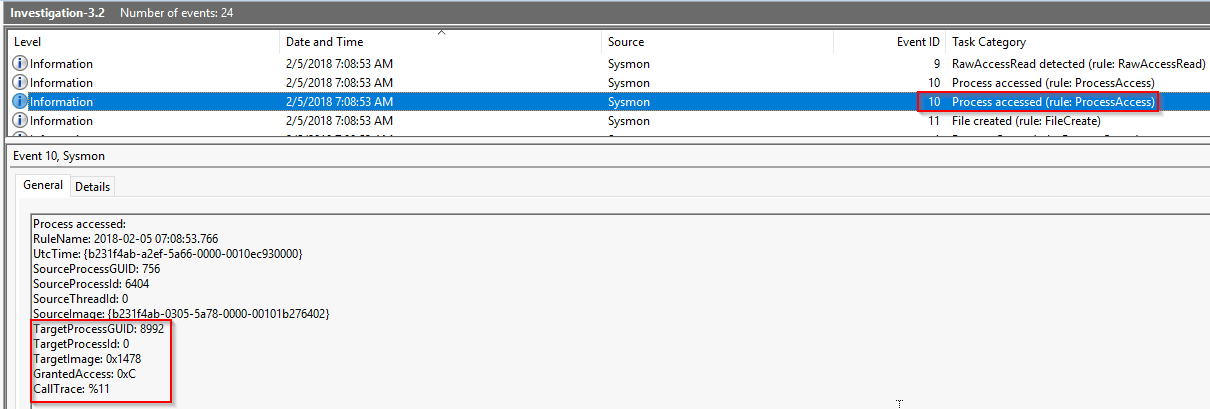 Investigation-3.2 Number of events: 24
Level Date and Time Source Event ID Task Category
Information 2/5/2018 7:08:53 AM Sysmon 9 RawAccessRead detected (rule: RawAccessRead)
Information 2/5/2018 7:08:53 AM Sysmon 10 Process accessed (rule: ProcessAccess)
Information 2/5/2018 7:08:53 AM Sysmon 10 Process accessed (rule: ProcessAccess)
Information 2/5/2018 7:08:53 AM Sysmon 11 File created (rule: FileCreate)
Event 10, Sysmon
General Details
Process accessed:
RuleName: 2018-02-05 07:08:53.766
UtcTime: {b231f4ab-a2ef-5a66-0000-0010ec930000}
SourceProcessGUID: 756
SourceProcessId: 6404
SourceThreadId: 0
SourceImage: {b231f4ab-0305-5a78-0000-00101b276402}
TargetProcessGUID: 8992
TargetProcessId: 0
TargetImage: 0x1478
GrantedAccess: 0xC
CallTrace: %11